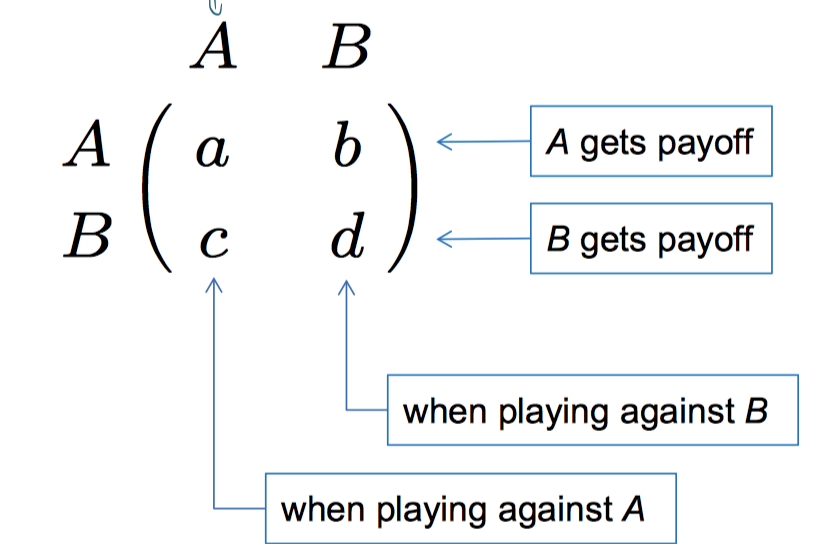 A B
A ( a b ) A gets payoff
B ( c d ) B gets payoff
when playing against B
when playing against A